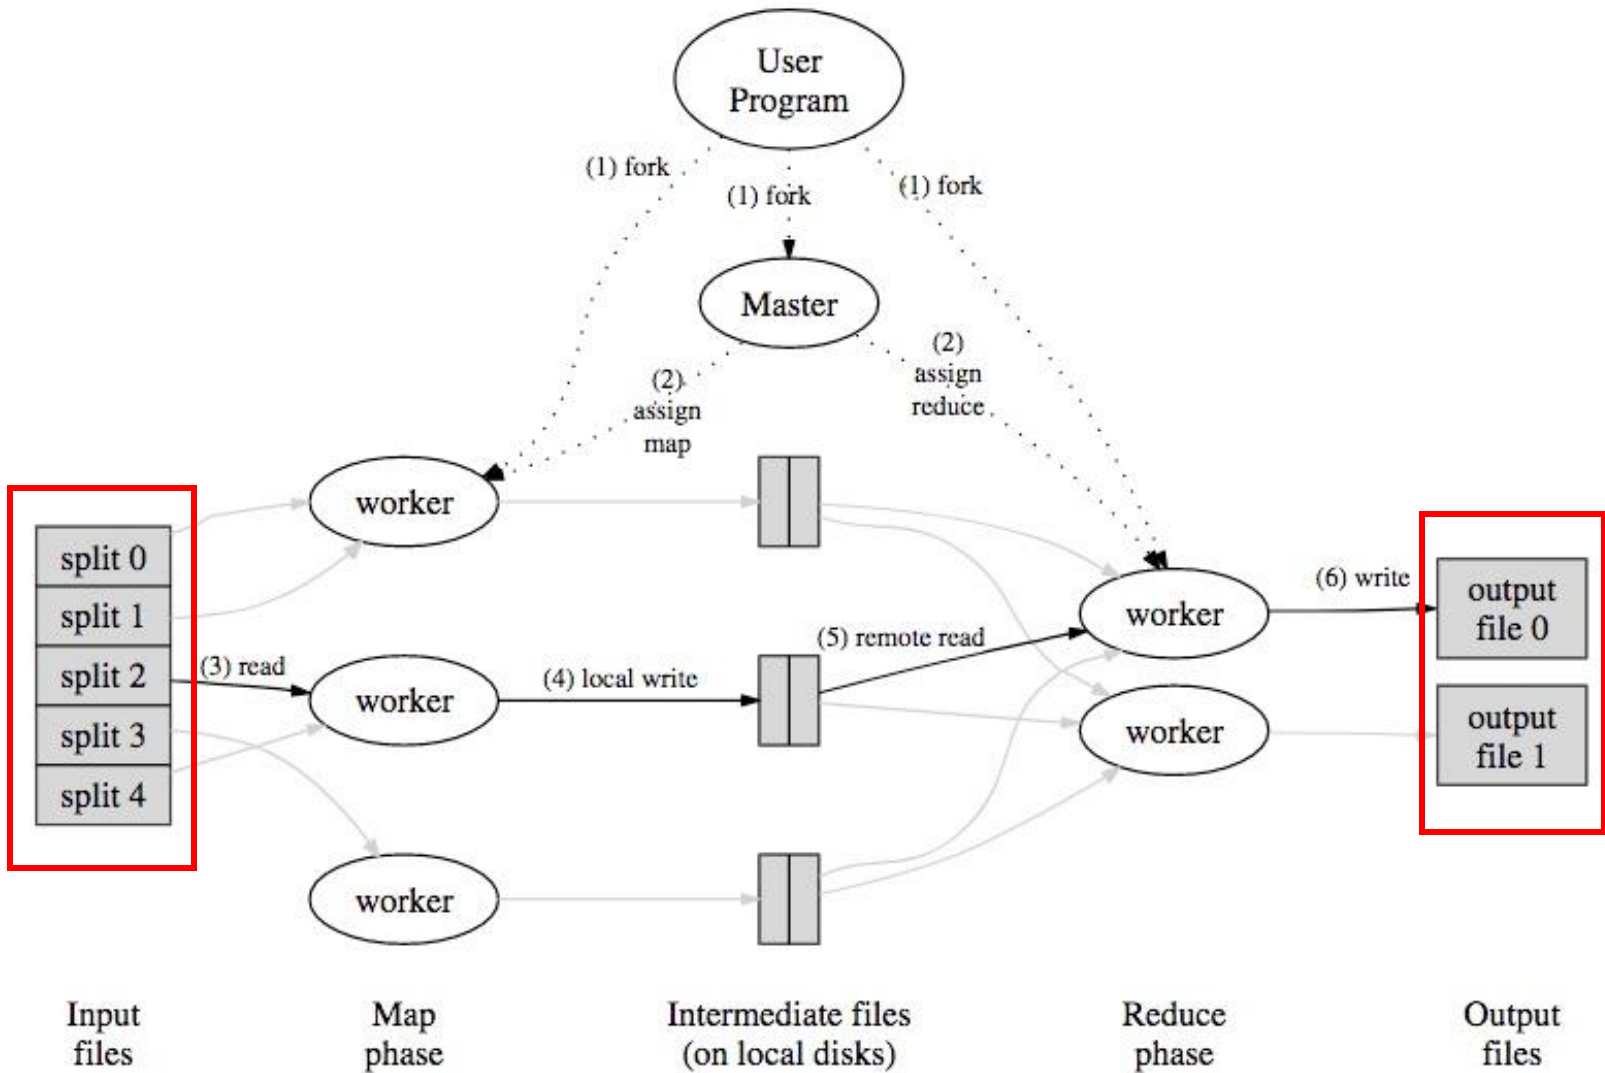 User
Program
(1) fork
(1) fork
(1) fork
Master
(2)
assign
map
(2)
assign
reduce
worker
split 0
split 1
split 2
split 3
split 4
(3) read
worker
(4) local write
(5) remote read
worker
worker
worker
(6) write
output
file 0
output
file 1
Input
files
Map
phase
Intermediate files
(on local disks)
Reduce
phase
Output
files